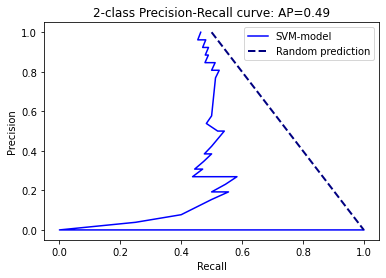 2-class Precision-Recall curve: AP=0.49
SVM-model
Random prediction
Precision
1.0
0.8
0.6
0.4
0.2
0.0
0.0 0.2 0.4 0.6 0.8 1.0
Recall